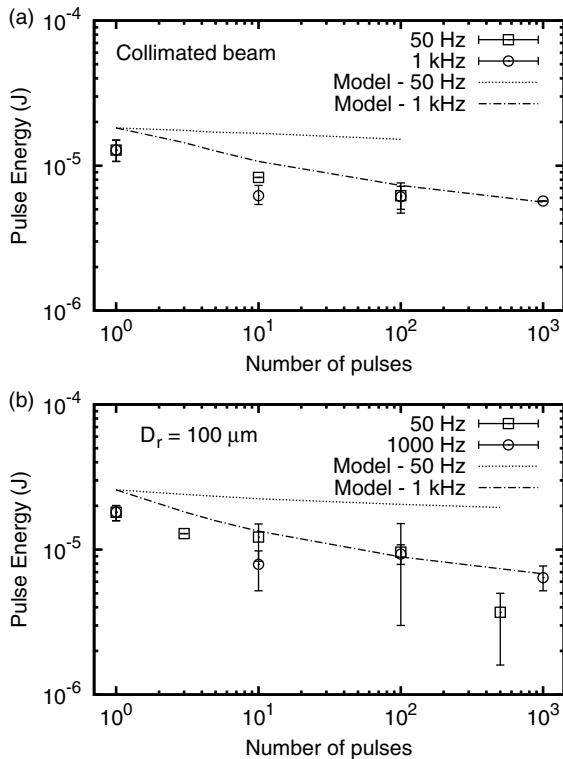 (a)
10^-4
Collimated beam
50 Hz
1 kHz
Model - 50 Hz
Model - 1 kHz
Pulse Energy (J)
10^-5
10^-6
10^0 10^1 10^2 10^3
Number of pulses
(b)
10^-4
D_r = 100 μm
50 Hz
1000 Hz
Model - 50 Hz
Model - 1 kHz
Pulse Energy (J)
10^-5
10^-6
10^0 10^1 10^2 10^3
Number of pulses